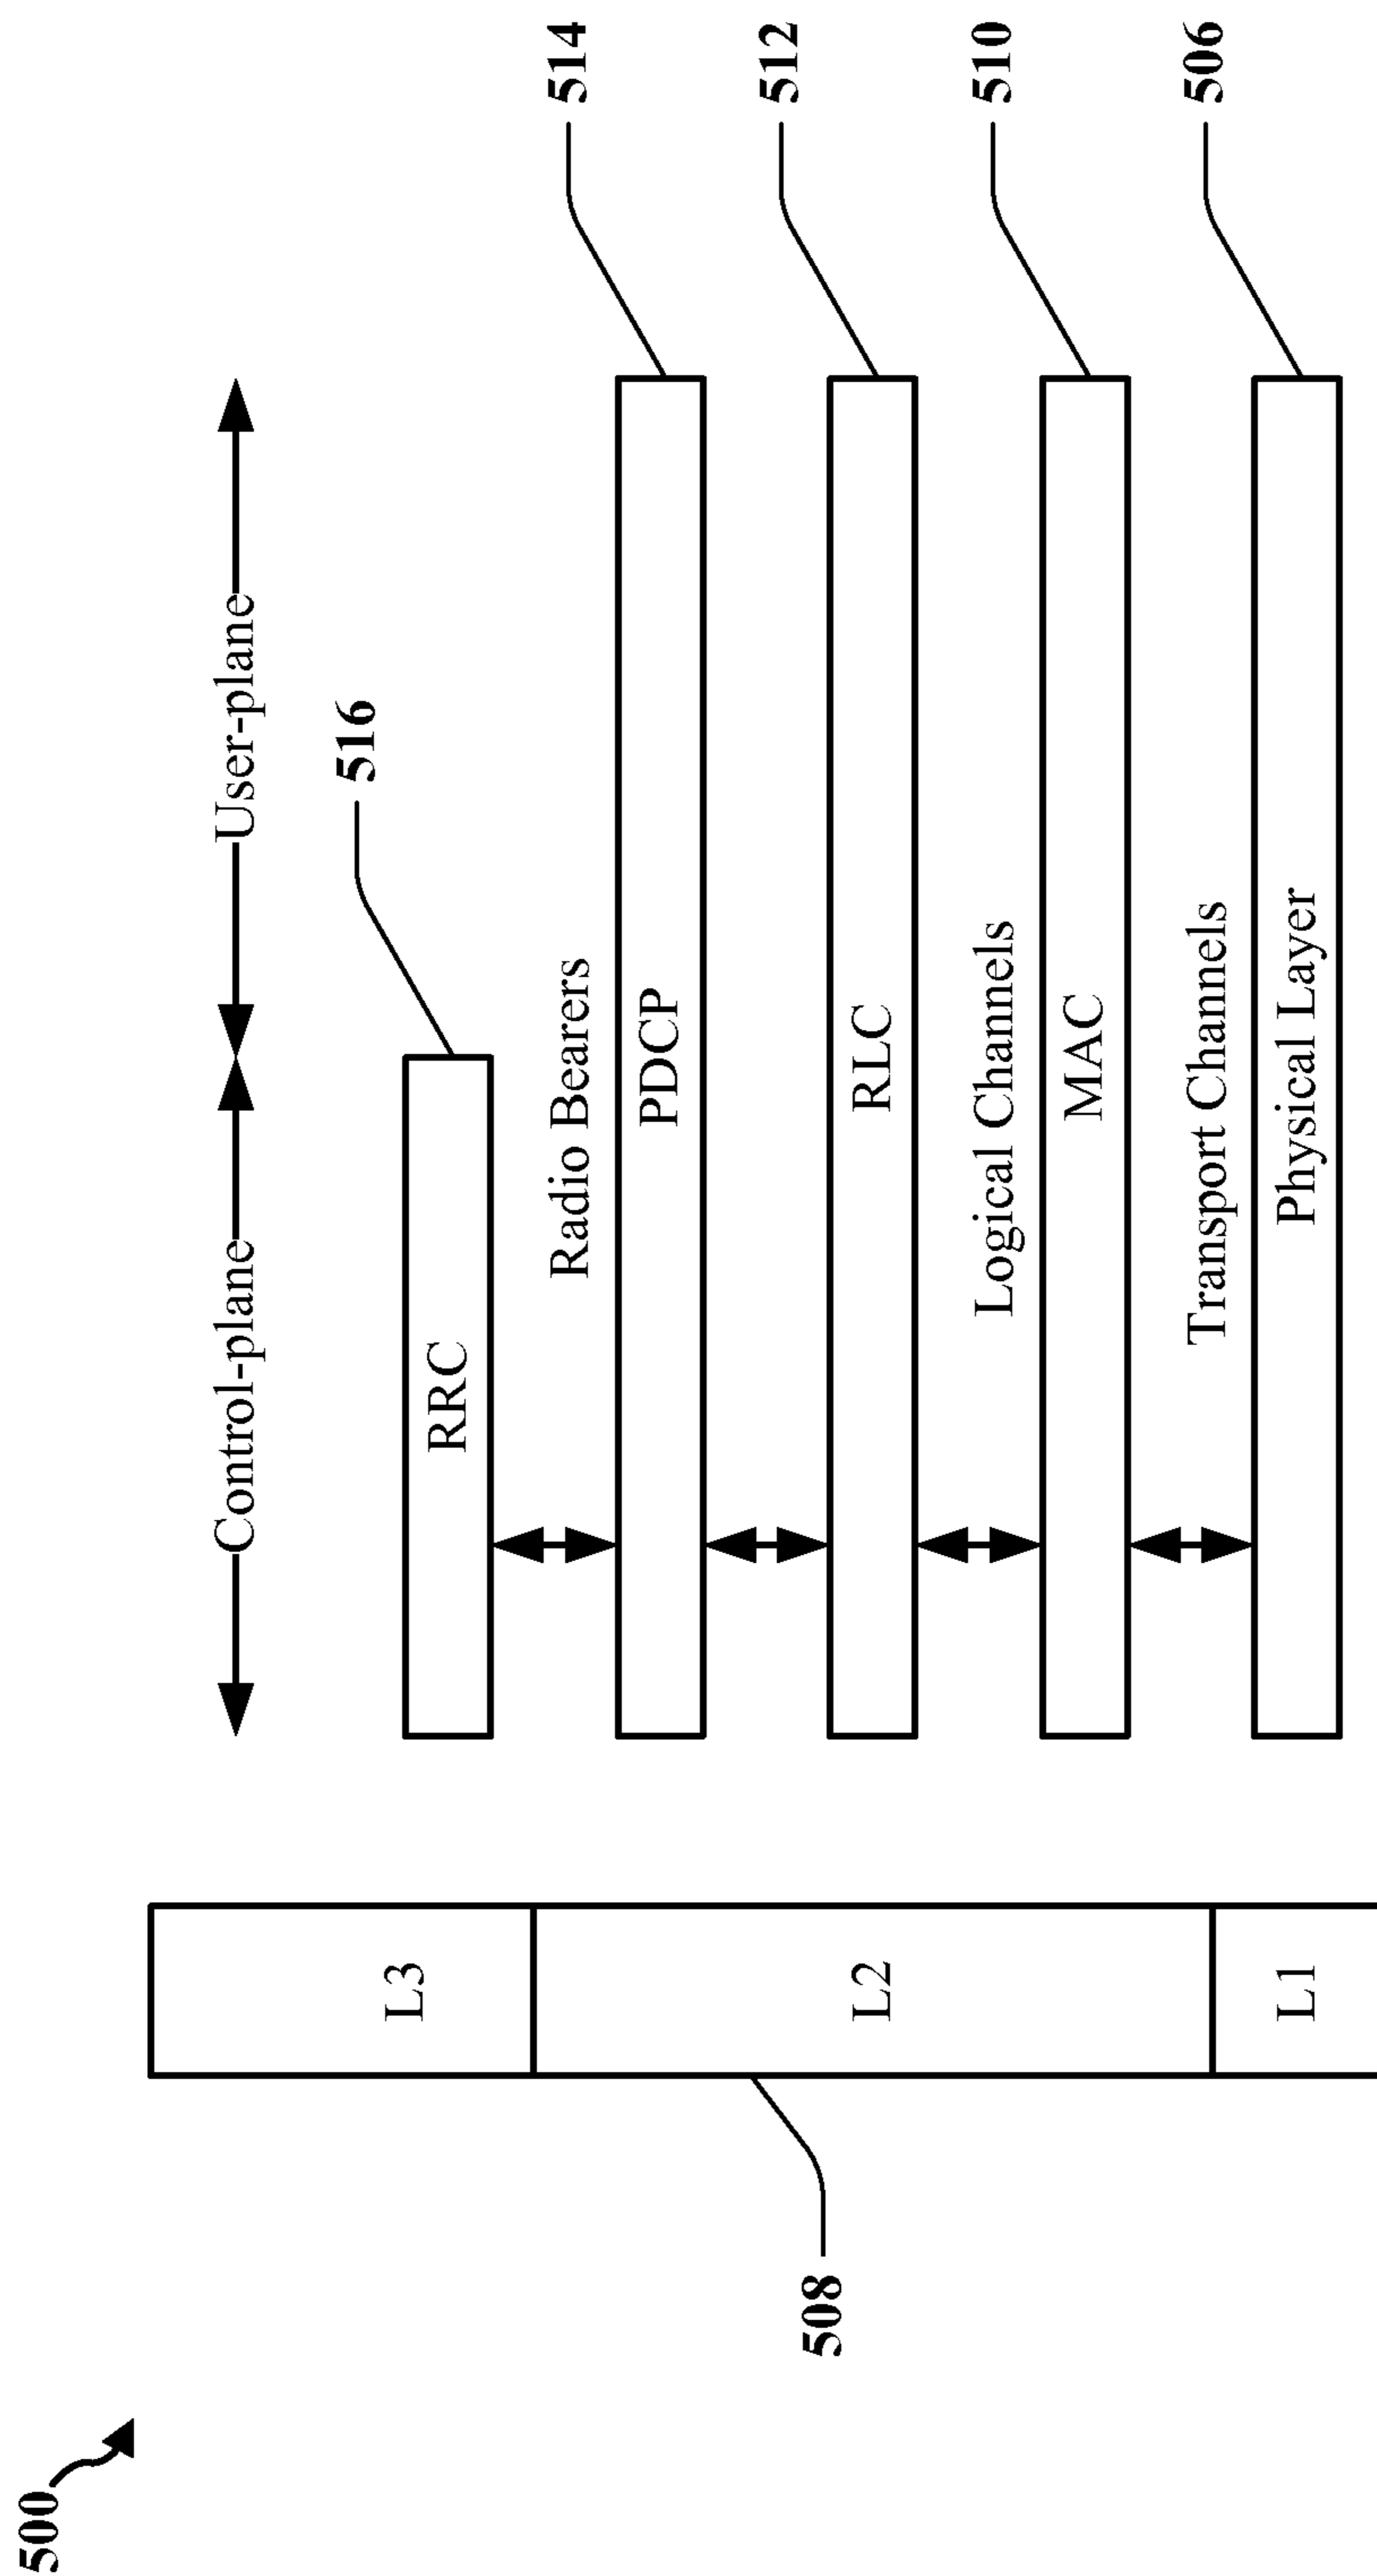 500
Control-plane
User-plane
516
L3
RRC
Radio Bearers
514
PDCP
508
L2
RLC
512
Logical Channels
MAC
510
Transport Channels
L1
Physical Layer
506